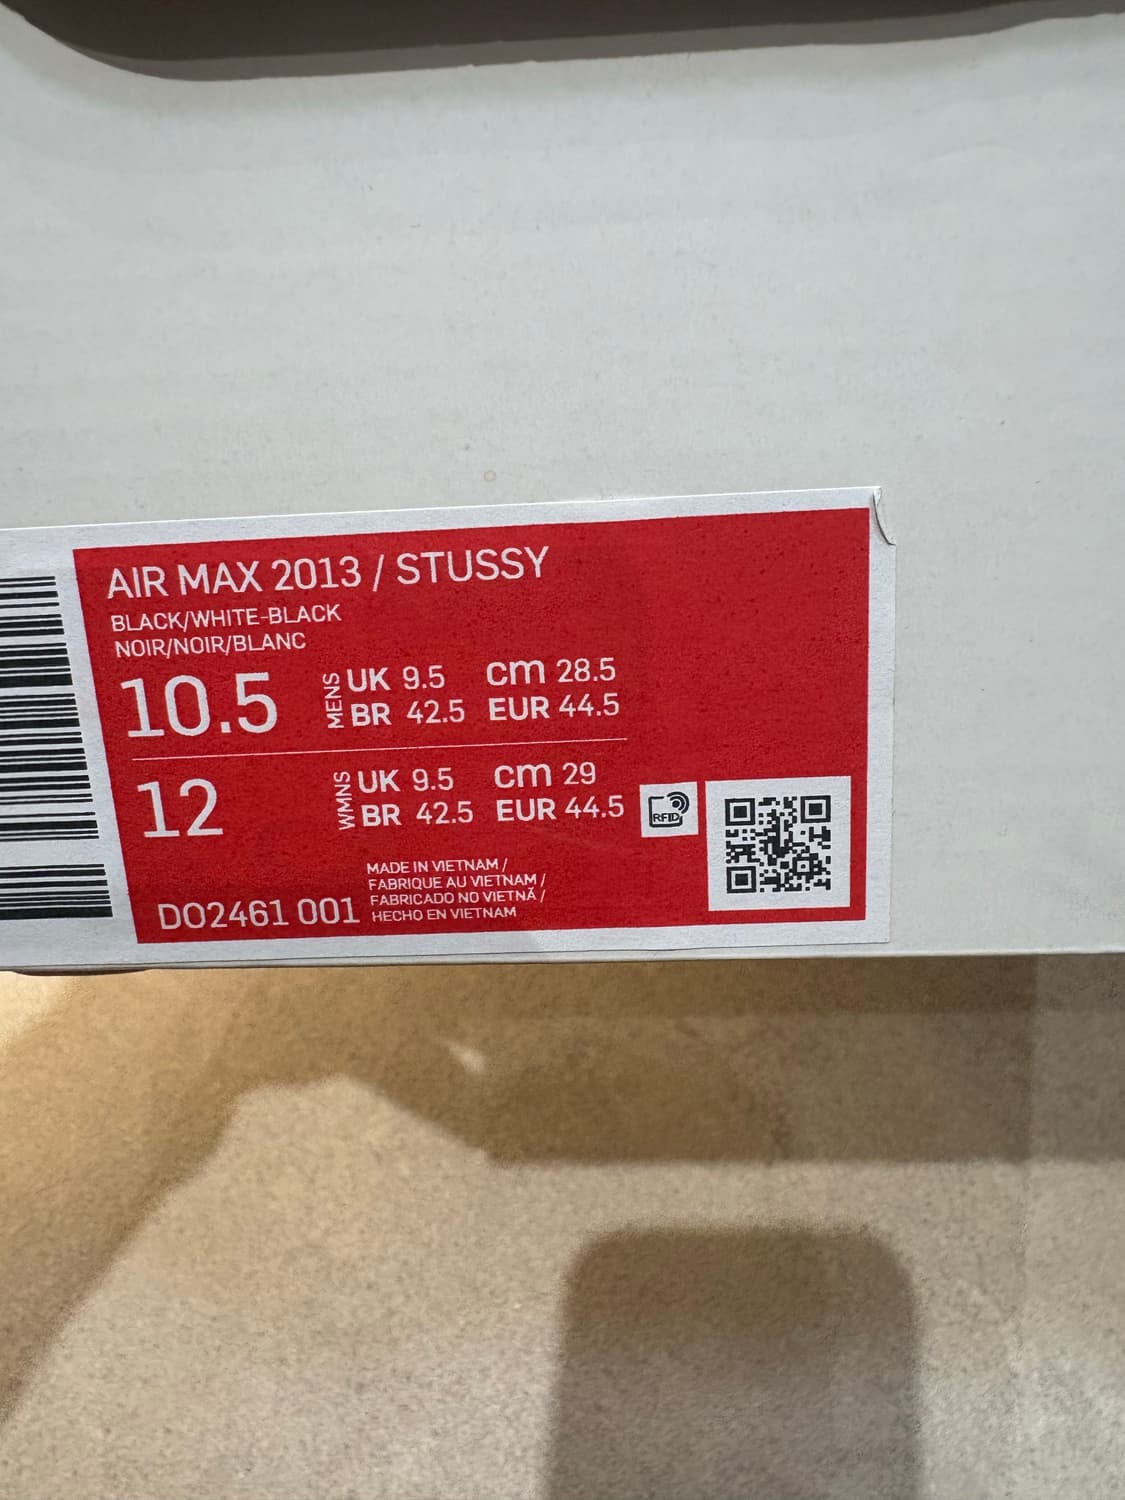 AIR MAX 2013 / STUSSY
BLACK/WHITE-BLACK
NOIR/NOIR/BLANC
10.5 MENS UK 9.5 cm 28.5
BR 42.5 EUR 44.5
12 WMNS UK 9.5 cm 29
BR 42.5 EUR 44.5
RFID
MADE IN VIETNAM /
FABRIQUE AU VIETNAM /
FABRICADO NO VIETNÃ /
HECHO EN VIETNAM
DO2461 001